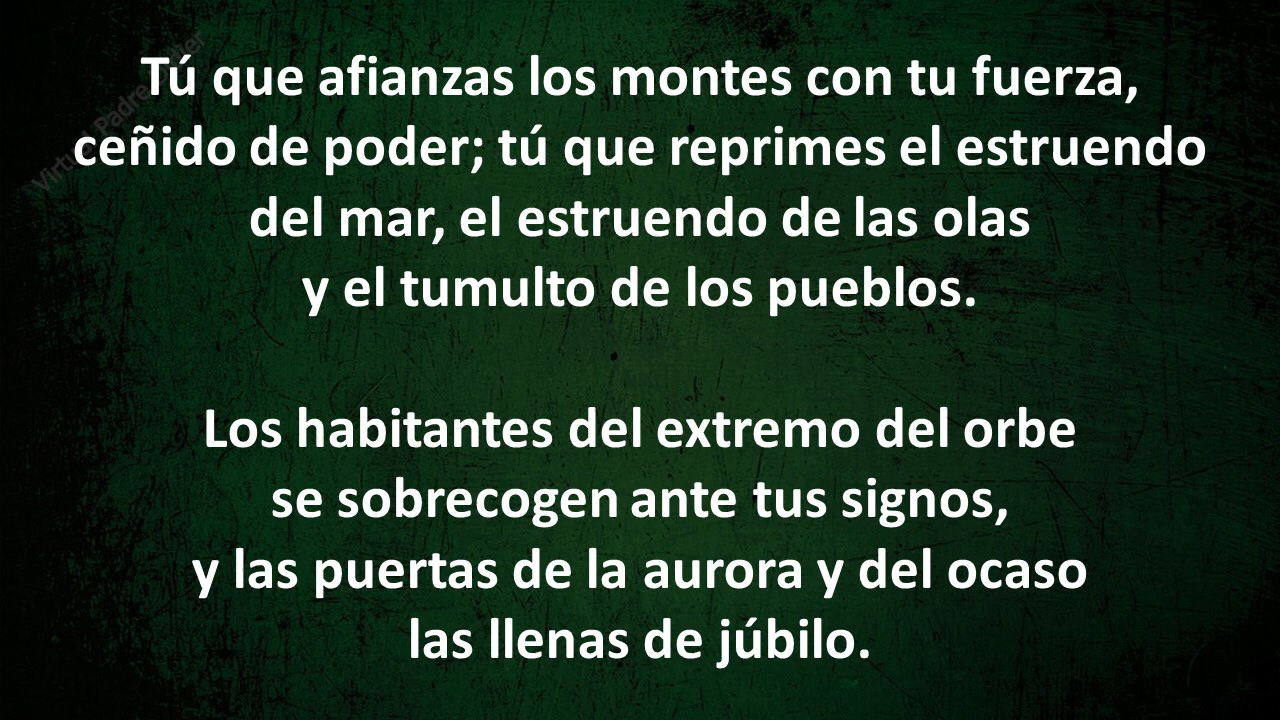 Tú que afianzas los montes con tu fuerza,
ceñido de poder; tú que reprimes el estruendo
del mar, el estruendo de las olas
y el tumulto de los pueblos.
Los habitantes del extremo del orbe
se sobrecogen ante tus signos,
y las puertas de la aurora y del ocaso
las llenas de júbilo.